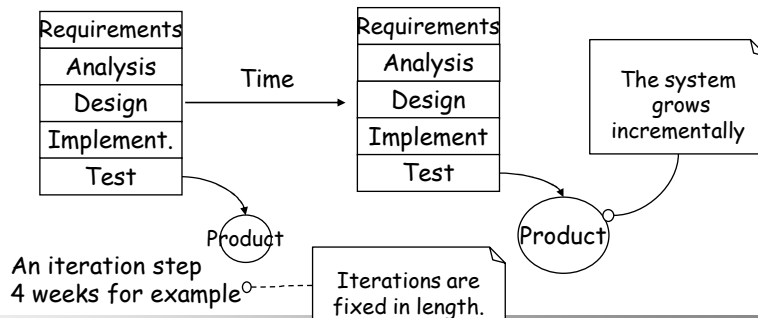 Requirements
Analysis
Design
Implement.
Test
Product
Time
Requirements
Analysis
Design
Implement
Test
Product
The system
grows
incrementally
An iteration step
4 weeks for example
Iterations are
fixed in length.